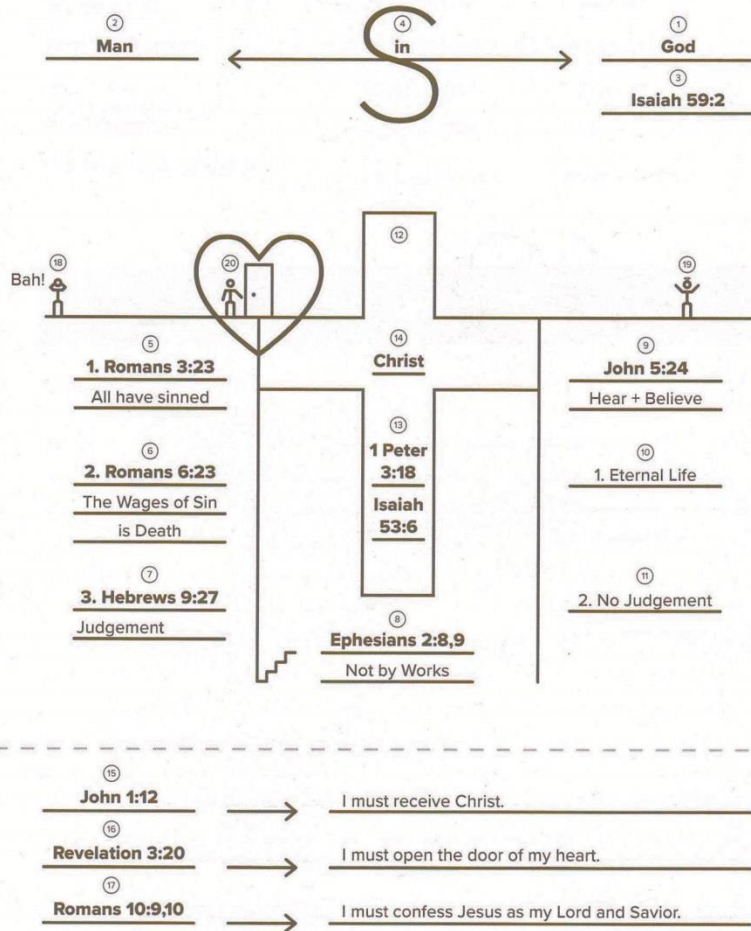 ② ④ ①
Man in God
S
③
Isaiah 59:2
⑫
⑱ ⑳ ⑲
Bah!
⑭
Christ
⑤
1. Romans 3:23
All have sinned
⑨
John 5:24
Hear + Believe
⑥
2. Romans 6:23
The Wages of Sin
is Death
⑬
1 Peter
3:18
Isaiah
53:6
⑩
1. Eternal Life
⑦
3. Hebrews 9:27
Judgement
⑪
2. No Judgement
⑧
Ephesians 2:8,9
Not by Works
⑮
John 1:12
I must receive Christ.
⑯
Revelation 3:20
I must open the door of my heart.
⑰
Romans 10:9,10
I must confess Jesus as my Lord and Savior.